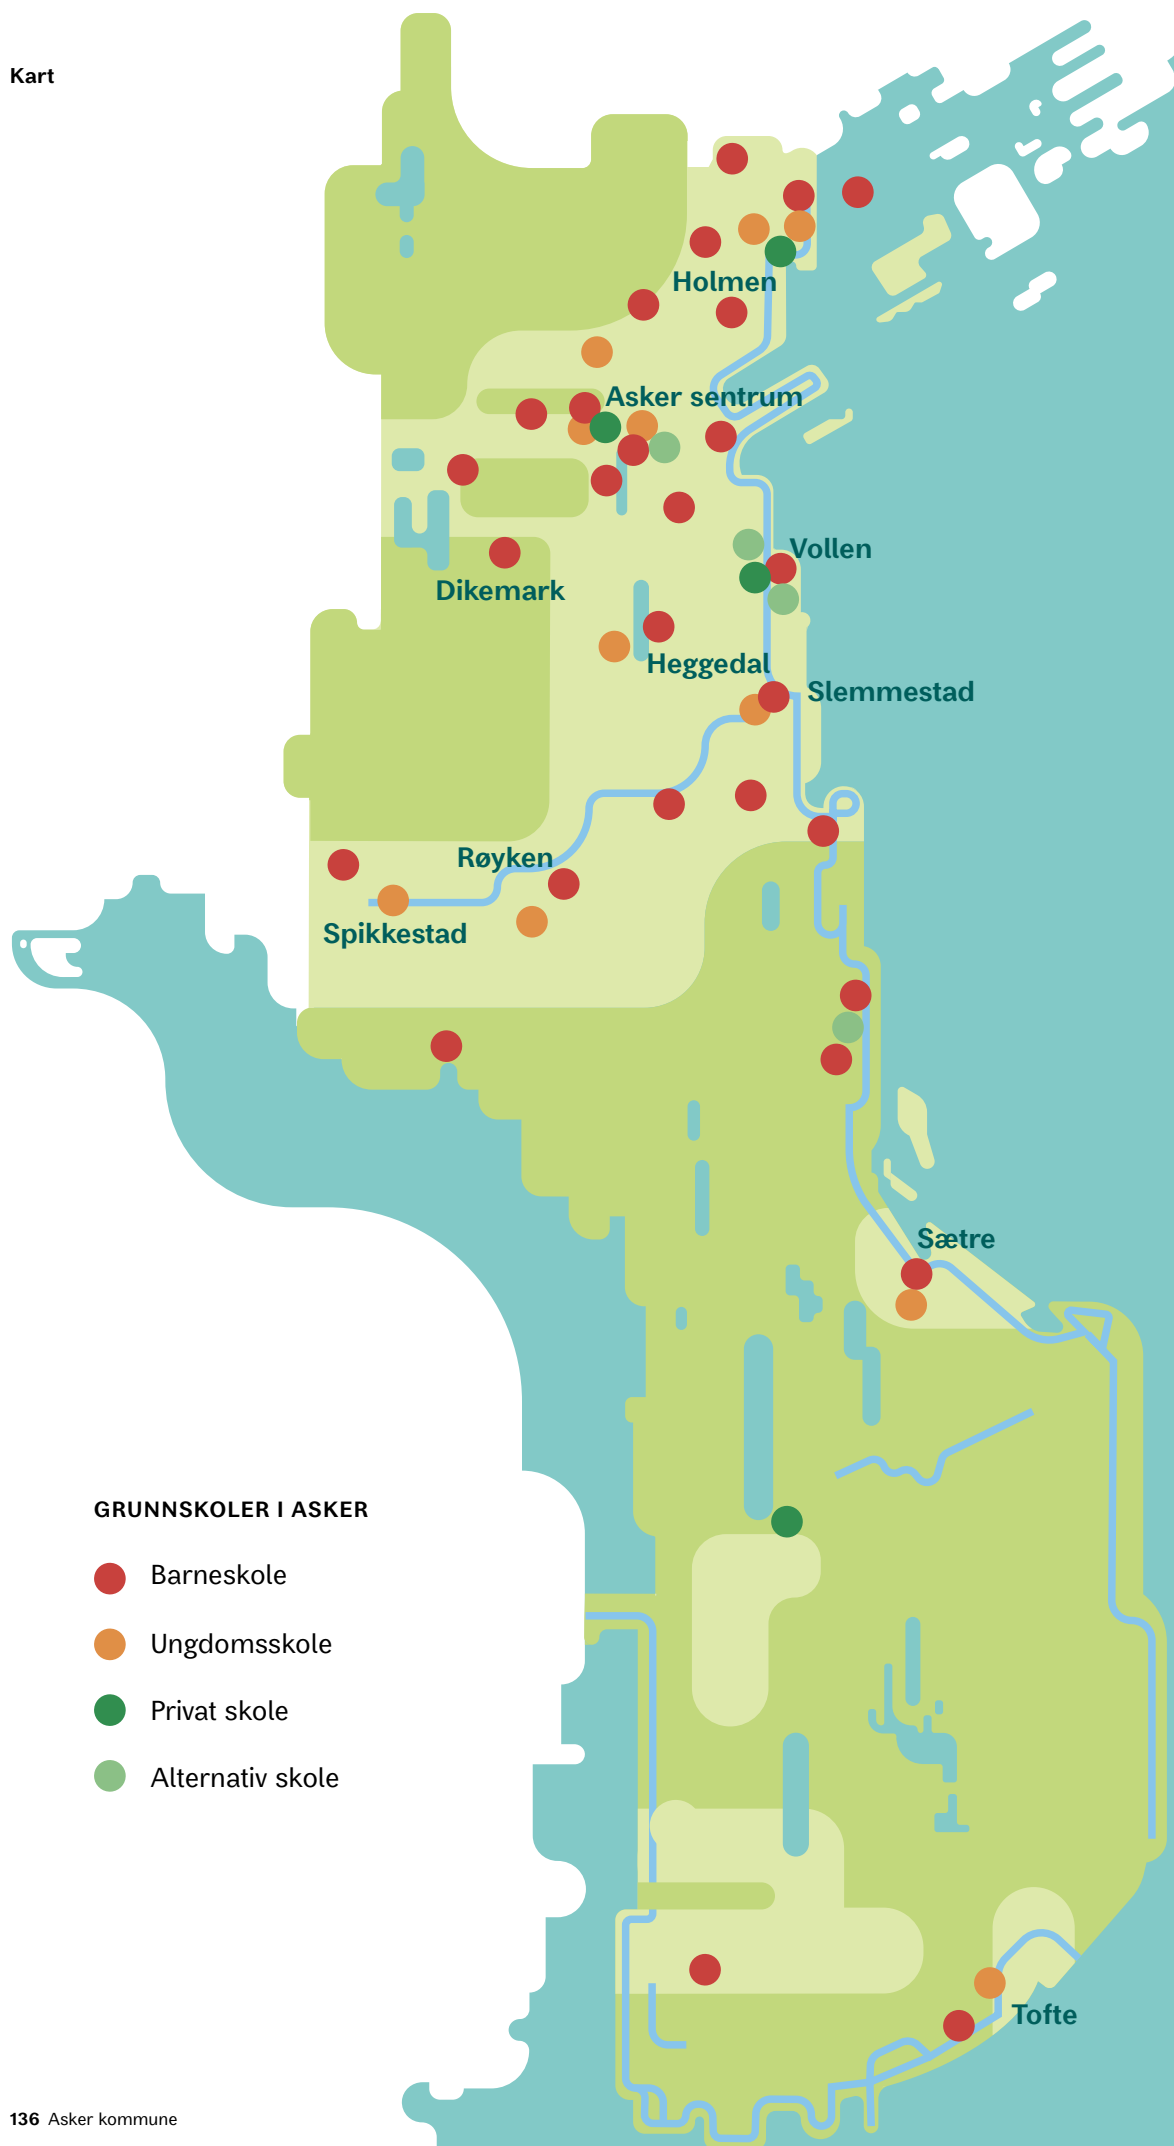 Kart
Holmen
Asker sentrum
Vollen
Dikemark
Heggedal
Slemmestad
Røyken
Spikkestad
Sætre
GRUNNSKOLER I ASKER
Barneskole
Ungdomsskole
Privat skole
Alternativ skole
Tofte
136 Asker kommune